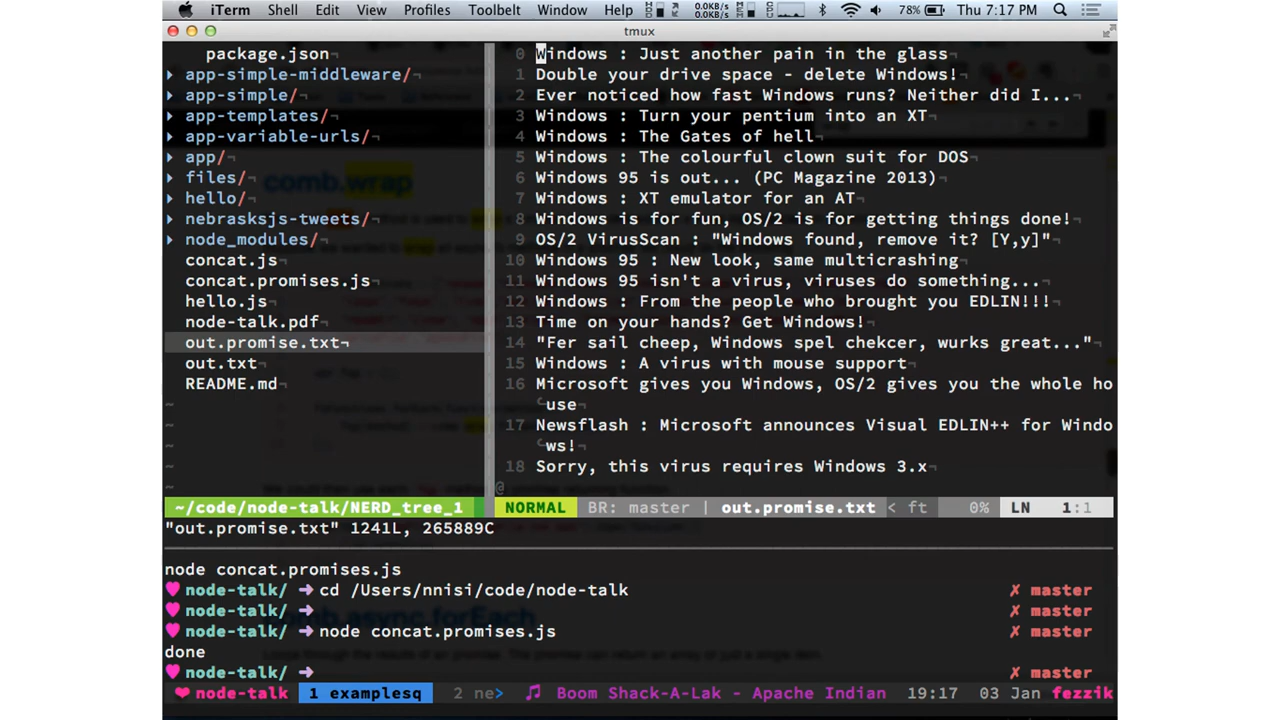 iTerm Shell Edit View Profiles Toolbelt Window Help 0.0KB/s 0.0KB/s 78% Thu 7:17 PM
tmux
package.json¬
app-simple-middleware/¬
app-simple/¬
app-templates/¬
app-variable-urls/¬
app/¬
files/¬
hello/¬
nebrasksjs-tweets/¬
node_modules/¬
concat.js¬
concat.promises.js¬
hello.js¬
node-talk.pdf¬
out.promise.txt¬
out.txt¬
README.md¬
~
~
~
~
~
~/code/node-talk/NERD_tree_1
0 Windows : Just another pain in the glass¬
1 Double your drive space - delete Windows!¬
2 Ever noticed how fast Windows runs? Neither did I...¬
3 Windows : Turn your pentium into an XT¬
4 Windows : The Gates of hell¬
5 Windows : The colourful clown suit for DOS¬
6 Windows 95 is out... (PC Magazine 2013)¬
7 Windows : XT emulator for an AT¬
8 Windows is for fun, OS/2 is for getting things done!¬
9 OS/2 VirusScan : "Windows found, remove it? [Y,y]"¬
10 Windows 95 : New look, same multicrashing¬
11 Windows 95 isn't a virus, viruses do something...¬
12 Windows : From the people who brought you EDLIN!!!¬
13 Time on your hands? Get Windows!¬
14 "Fer sail cheep, Windows spel chekcer, wurks great..."¬
15 Windows : A virus with mouse support¬
16 Microsoft gives you Windows, OS/2 gives you the whole ho
use¬
17 Newsflash : Microsoft announces Visual EDLIN++ for Windo
ws!¬
18 Sorry, this virus requires Windows 3.x¬
@
NORMAL BR: master | out.promise.txt < ft 0% LN 1:1
"out.promise.txt" 1241L, 265889C
node concat.promises.js
♥ node-talk/ ➜ cd /Users/nnisi/code/node-talk ✗ master
♥ node-talk/ ➜ ✗ master
♥ node-talk/ ➜ node concat.promises.js ✗ master
done
♥ node-talk/ ➜ ✗ master
❤ node-talk 1 examplesq 2 ne> ♫ Boom Shack-A-Lak - Apache Indian 19:17 03 Jan fezzik
comb.wrap
comb.async.forEach